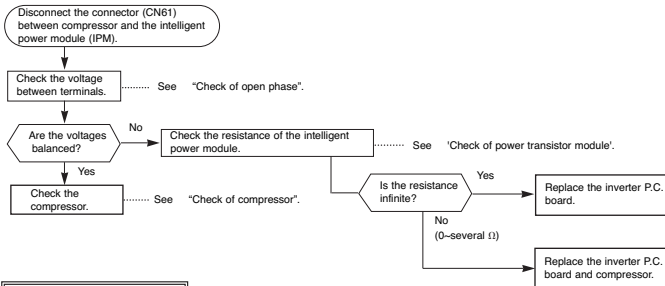 Disconnect the connector (CN61)
between compressor and the intelligent
power module (IPM).
Check the voltage
between terminals.
See "Check of open phase".
Are the voltages
balanced?
No
Check the resistance of the intelligent
power module.
See 'Check of power transistor module'.
Yes
Check the
compressor.
See "Check of compressor".
Is the resistance
infinite?
Yes
Replace the inverter P.C.
board.
No
(0~several Ω)
Replace the inverter P.C.
board and compressor.